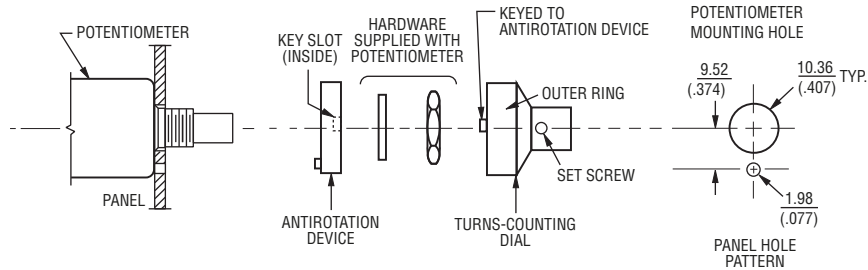 POTENTIOMETER
PANEL
KEY SLOT
(INSIDE)
ANTIROTATION
DEVICE
HARDWARE
SUPPLIED WITH
POTENTIOMETER
KEYED TO
ANTIROTATION DEVICE
OUTER RING
SET SCREW
TURNS-COUNTING
DIAL
POTENTIOMETER
MOUNTING HOLE
9.52
(.374)
10.36
(.407) TYP.
1.98
(.077)
PANEL HOLE
PATTERN